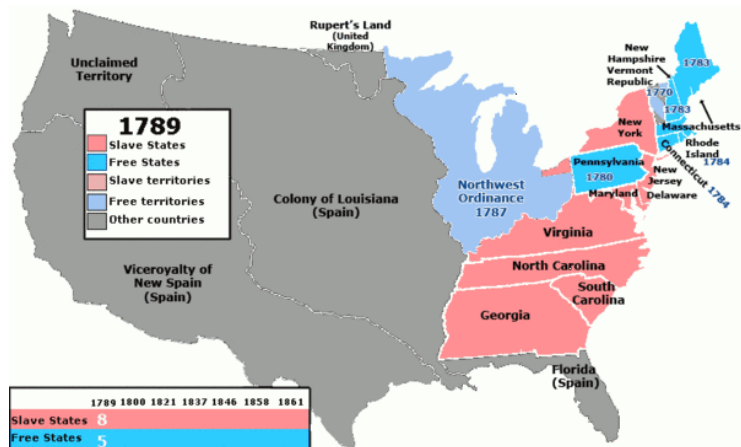 Rupert's Land
(United
Kingdom)
Unclaimed
Territory
New
Hampshire
Vermont
Republic
1783
1770
1783
Massachusetts
Rhode
Island 1784
Connecticut 1784
New
York
Pennsylvania
1780
New
Jersey
Maryland
Delaware
1789
Slave States
Free States
Slave territories
Free territories
Other countries
Northwest
Ordinance
1787
Colony of Louisiana
(Spain)
Virginia
Viceroyalty of
New Spain
(Spain)
North Carolina
South
Carolina
Georgia
Florida
(Spain)
1789 1800 1821 1837 1846 1858 1861
Slave States 8
Free States 5